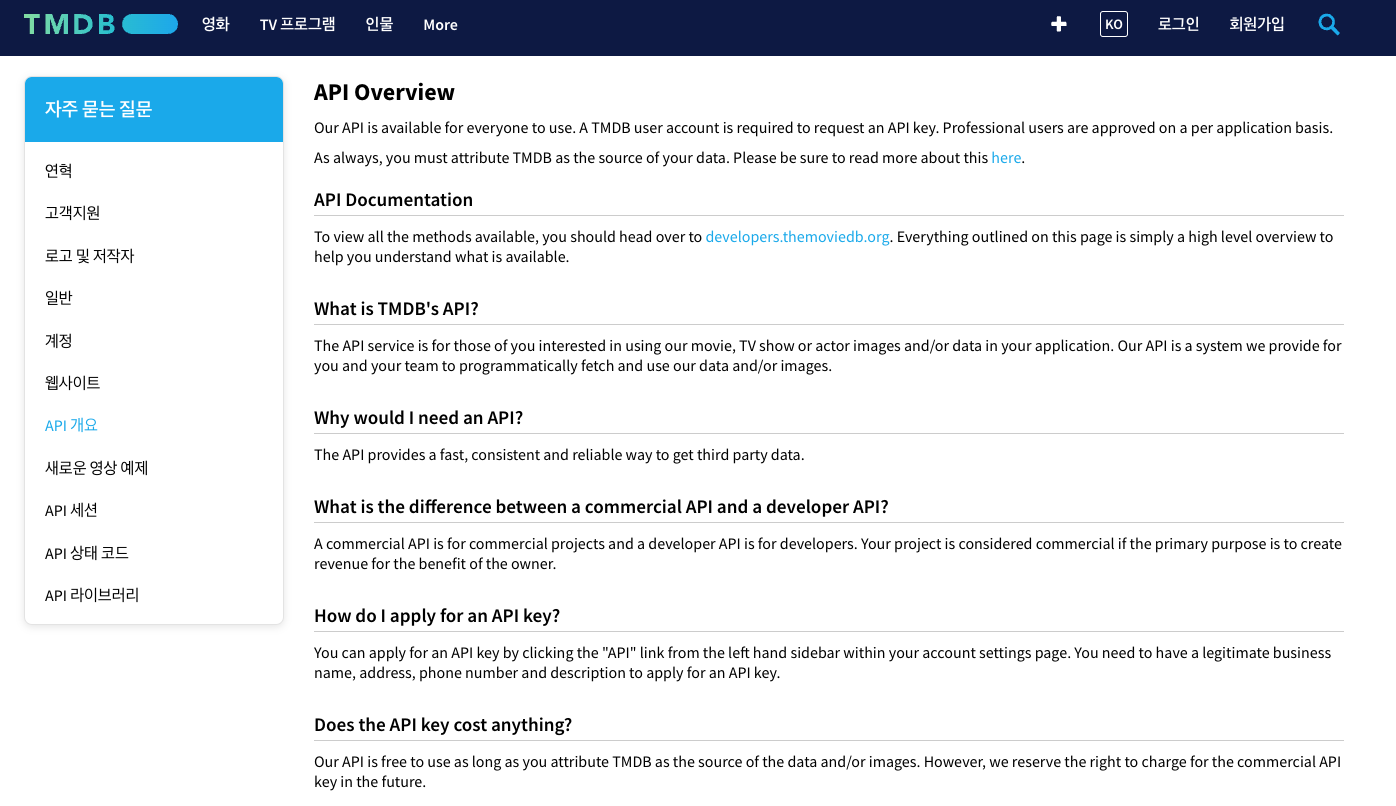 TMDB 영화 TV 프로그램 인물 More KO 로그인 회원가입
자주 묻는 질문
연혁
고객지원
로고 및 저작자
일반
계정
웹사이트
API 개요
새로운 영상 예제
API 세션
API 상태 코드
API 라이브러리
API Overview
Our API is available for everyone to use. A TMDB user account is required to request an API key. Professional users are approved on a per application basis.
As always, you must attribute TMDB as the source of your data. Please be sure to read more about this here.
API Documentation
To view all the methods available, you should head over to developers.themoviedb.org. Everything outlined on this page is simply a high level overview to
help you understand what is available.
What is TMDB's API?
The API service is for those of you interested in using our movie, TV show or actor images and/or data in your application. Our API is a system we provide for
you and your team to programmatically fetch and use our data and/or images.
Why would I need an API?
The API provides a fast, consistent and reliable way to get third party data.
What is the difference between a commercial API and a developer API?
A commercial API is for commercial projects and a developer API is for developers. Your project is considered commercial if the primary purpose is to create
revenue for the benefit of the owner.
How do I apply for an API key?
You can apply for an API key by clicking the "API" link from the left hand sidebar within your account settings page. You need to have a legitimate business
name, address, phone number and description to apply for an API key.
Does the API key cost anything?
Our API is free to use as long as you attribute TMDB as the source of the data and/or images. However, we reserve the right to charge for the commercial API
key in the future.